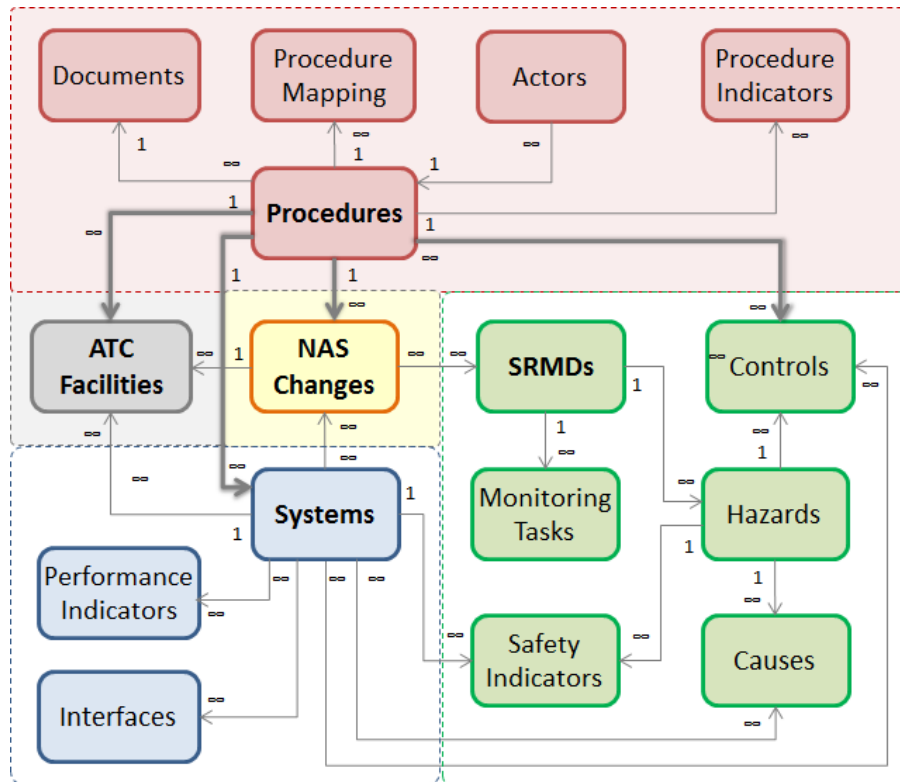 Documents
Procedure
Mapping
Actors
Procedure
Indicators
1
∞
∞
1
∞
1
∞
Procedures
1
∞
1
1
∞
1
∞
∞
ATC
Facilities
∞
1
NAS
Changes
∞
∞
SRMDs
1
∞
Controls
∞
∞
∞
∞
1
∞
∞
1
∞
∞
Systems
1
1
Monitoring
Tasks
∞
Hazards
1
1
Performance
Indicators
∞
∞
∞
∞
∞
∞
Safety
Indicators
∞
Causes
Interfaces
∞
∞